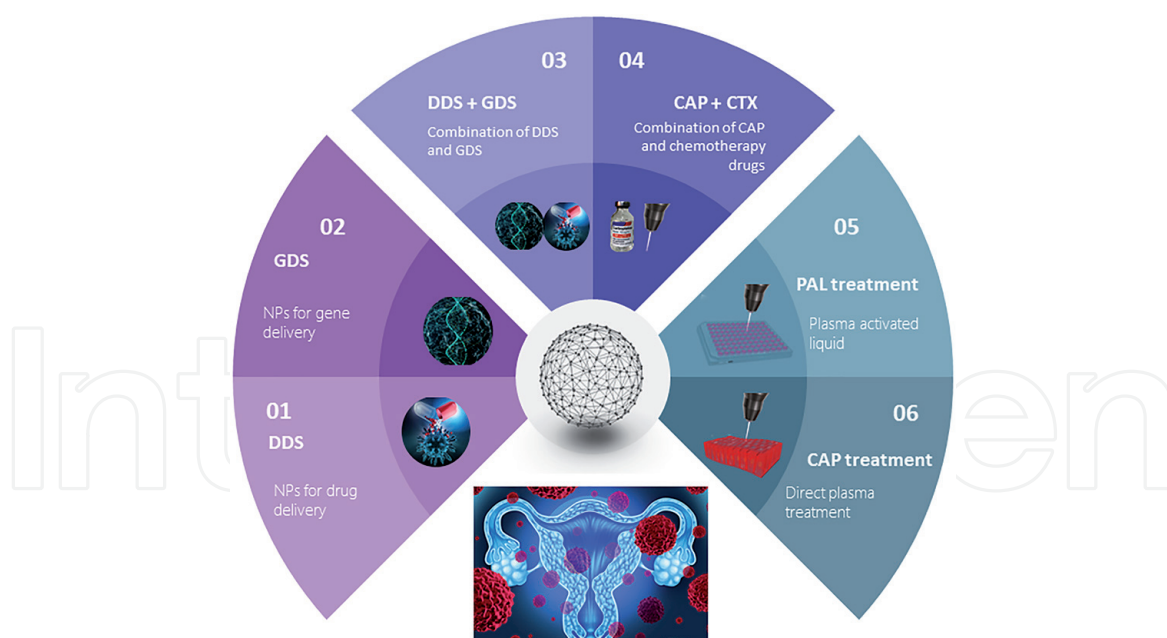 01
DDS
NPs for drug
delivery
02
GDS
NPs for gene
delivery
03
DDS + GDS
Combination of DDS
and GDS
04
CAP + CTX
Combination of CAP
and chemotherapy
drugs
05
PAL treatment
Plasma activated
liquid
06
CAP treatment
Direct plasma
treatment